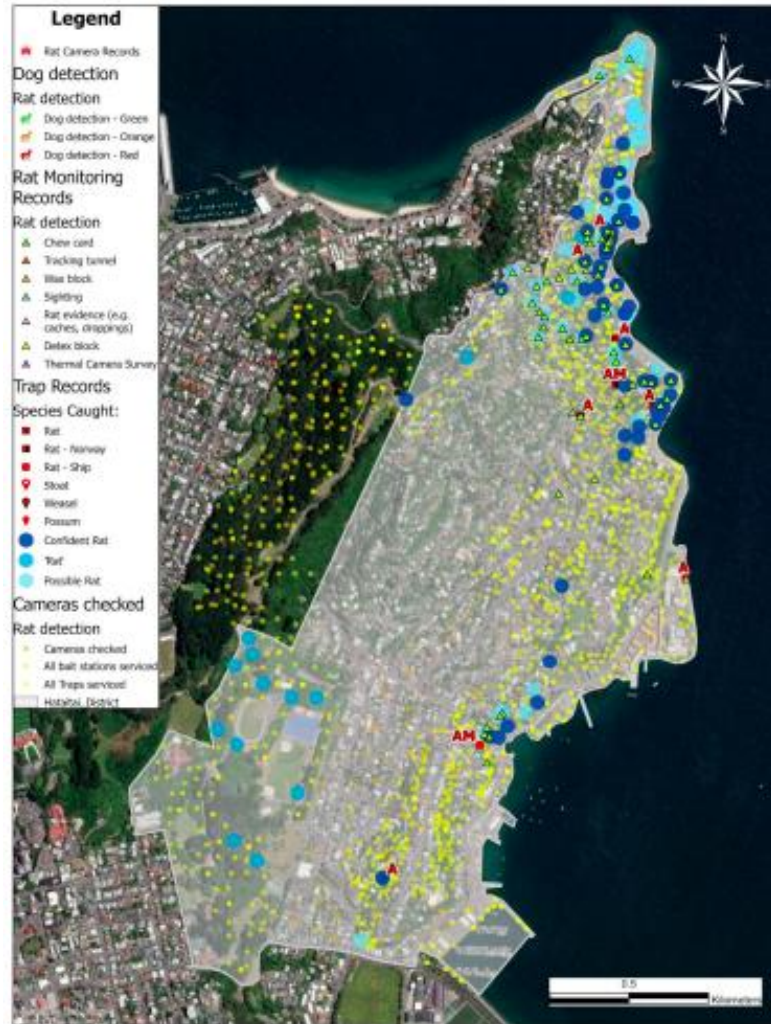 Legend
Rat Camera Records
Dog detection
Rat detection
Dog detection - Green
Dog detection - Orange
Dog detection - Red
Rat Monitoring
Records
Rat detection
Chew card
Tracking tunnel
Wax block
Sighting
Rat evidence (e.g.
caches, droppings)
Detex block
Thermal Camera Survey
Trap Records
Species Caught:
Rat
Rat - Norway
Rat - Ship
Stoat
Weasel
Possum
Confident Rat
'Rat'
Possible Rat
Cameras checked
Rat detection
Cameras checked
All bait stations serviced
All Traps serviced
Hataitai, District
N
W
E
S
A
A
A
AM
A
A
A
AM
A
0.5
Kilometers